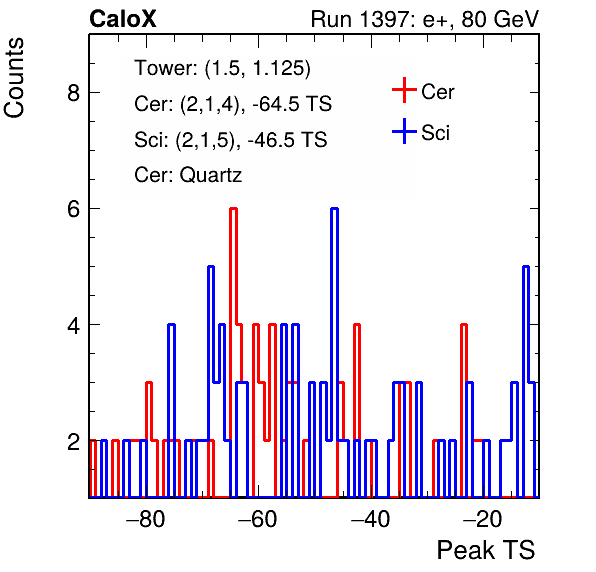 CaloX Run 1397: e+, 80 GeV
Counts
Tower: (1.5, 1.125)
Cer: (2,1,4), -64.5 TS
Sci: (2,1,5), -46.5 TS
Cer: Quartz
Cer
Sci
8
6
4
2
−80 −60 −40 −20
Peak TS